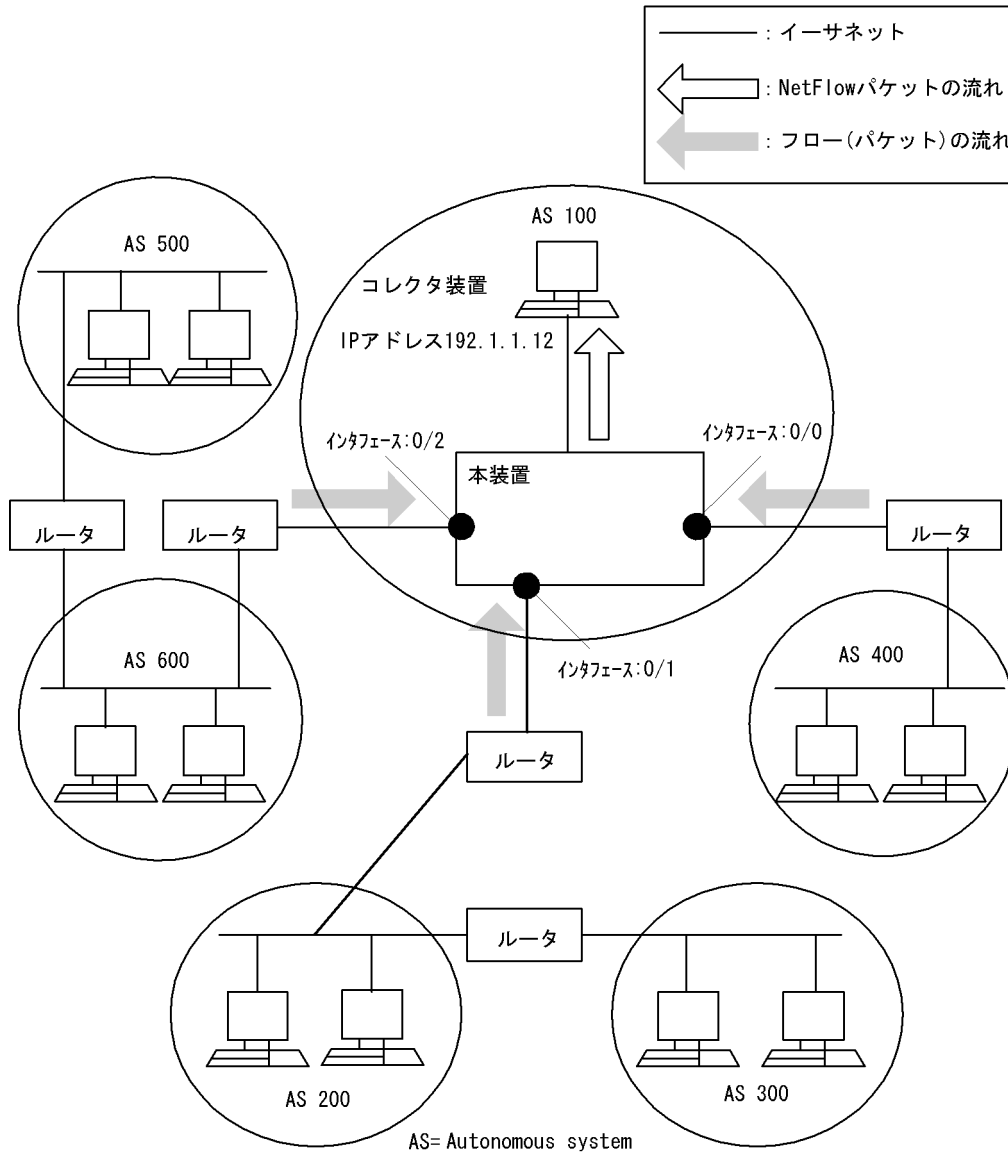 : イーサネット
: NetFlowパケットの流れ
: フロー(パケット)の流れ
AS 100
AS 500
コレクタ装置
IPアドレス192.1.1.12
インタフェース:0/2
インタフェース:0/0
本装置
ルータ
ルータ
ルータ
AS 600
インタフェース:0/1
AS 400
ルータ
ルータ
AS 200
AS 300
AS= Autonomous system